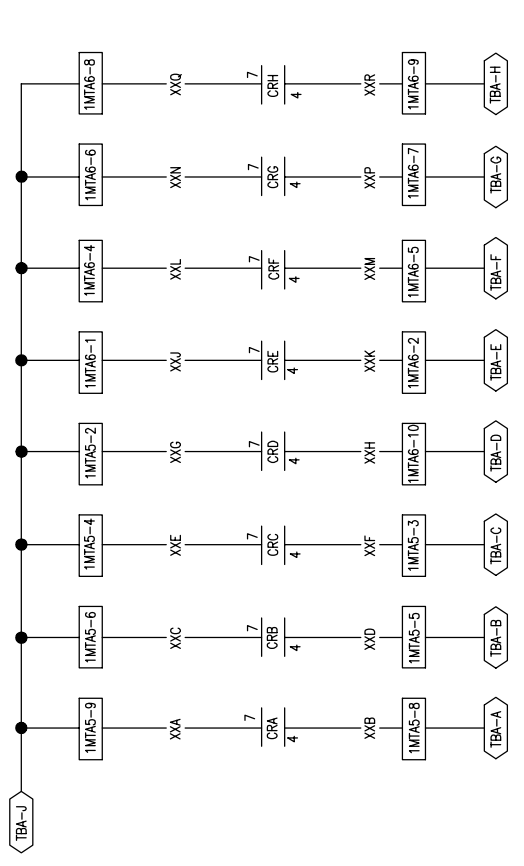 TBA-J
1MTA5-9
XXA
7
CRA
4
XXB
1MTA5-8
TBA-A
1MTA5-6
XXC
7
CRB
4
XXD
1MTA5-5
TBA-B
1MTA5-4
XXE
7
CRC
4
XXF
1MTA5-3
TBA-C
1MTA5-2
XXG
7
CRD
4
XXH
1MTA6-10
TBA-D
1MTA6-1
XXJ
7
CRE
4
XXK
1MTA6-2
TBA-E
1MTA6-4
XXL
7
CRF
4
XXM
1MTA6-5
TBA-F
1MTA6-6
XXN
7
CRG
4
XXP
1MTA6-7
TBA-G
1MTA6-8
XXQ
7
CRH
4
XXR
1MTA6-9
TBA-H